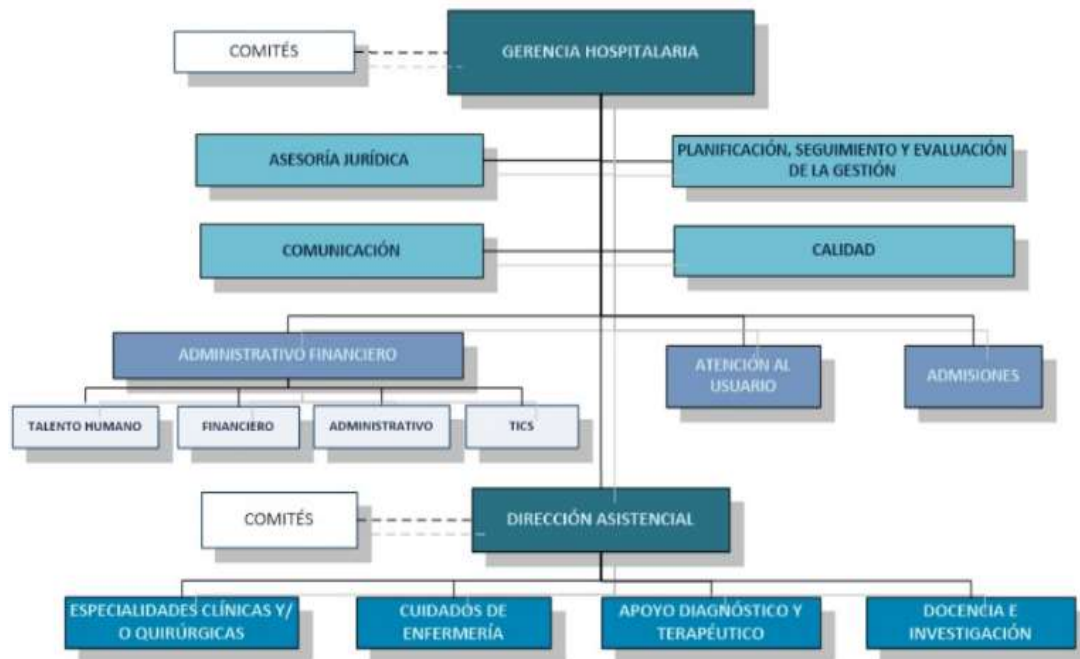 COMITÉS
GERENCIA HOSPITALARIA
ASESORÍA JURÍDICA
PLANIFICACIÓN, SEGUIMIENTO Y EVALUACIÓN
DE LA GESTIÓN
COMUNICACIÓN
CALIDAD
ADMINISTRATIVO FINANCIERO
ATENCIÓN AL
USUARIO
ADMISIONES
TALENTO HUMANO
FINANCIERO
ADMINISTRATIVO
TICS
COMITÉS
DIRECCIÓN ASISTENCIAL
ESPECIALIDADES CLÍNICAS Y/
O QUIRÚRGICAS
CUIDADOS DE
ENFERMERÍA
APOYO DIAGNÓSTICO Y
TERAPÉUTICO
DOCENCIA E
INVESTIGACIÓN